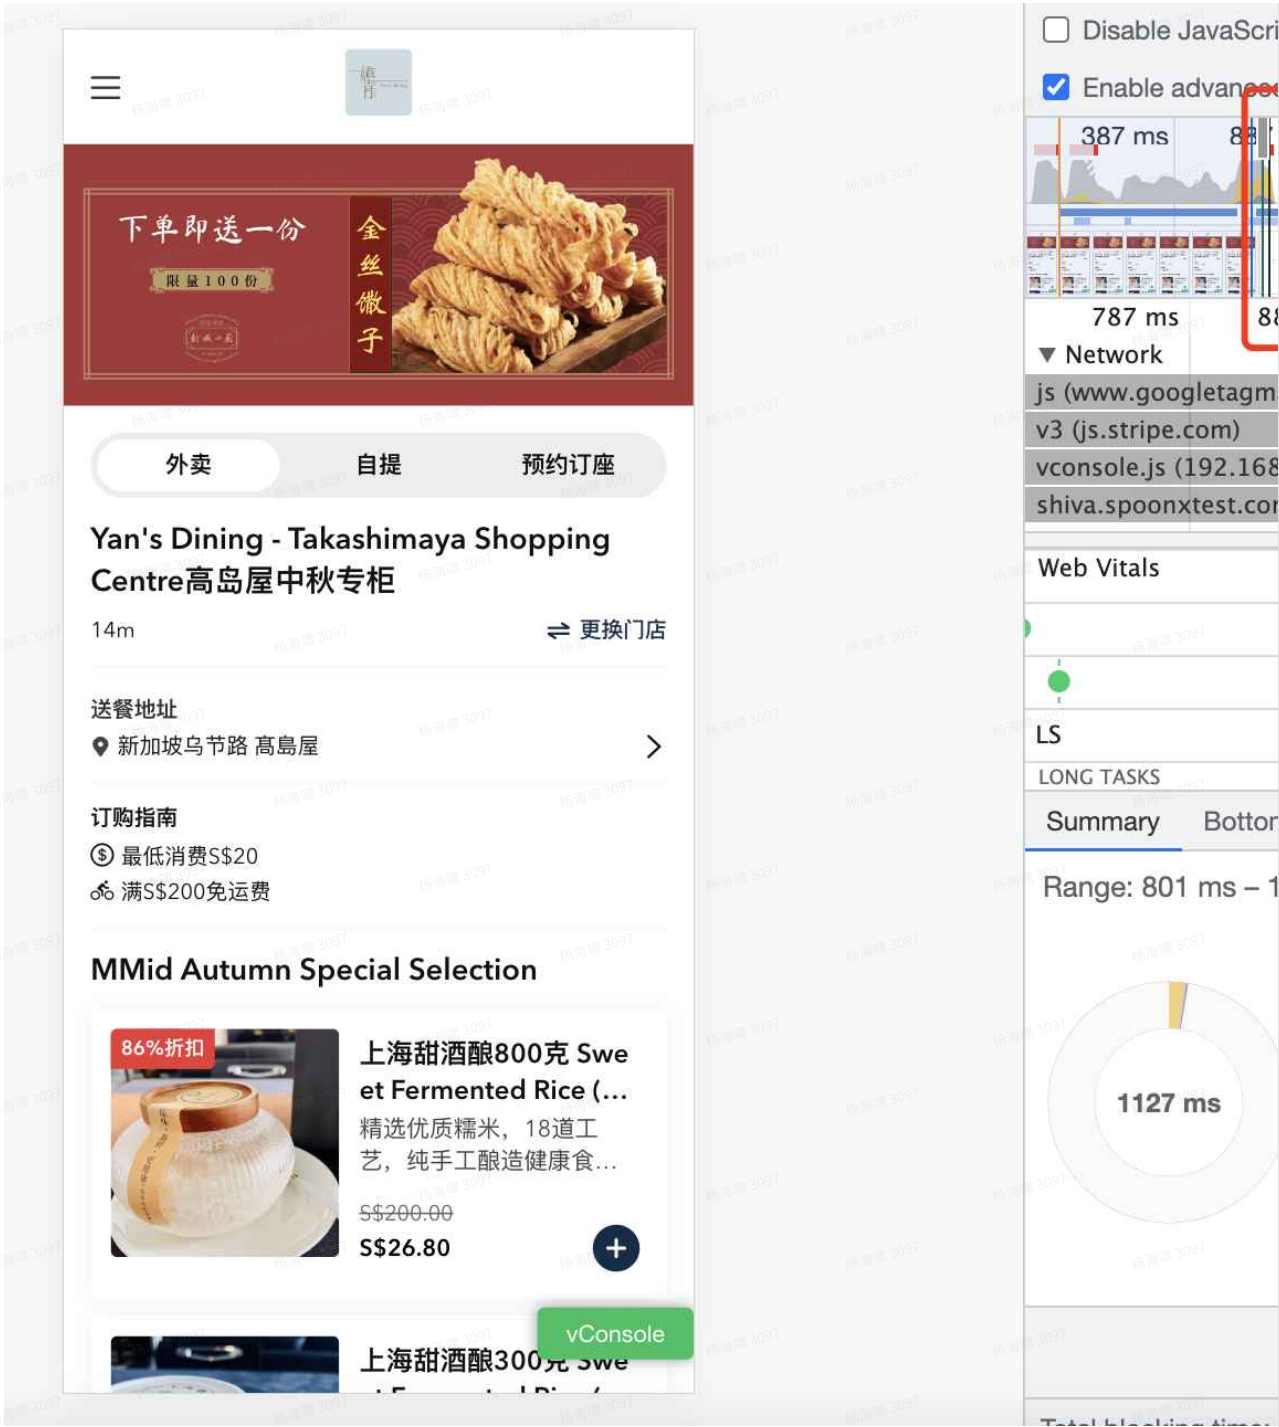 下单即送一份
限量100份
金丝馓子
外卖
自提
预约订座
Yan's Dining - Takashimaya Shopping
Centre高岛屋中秋专柜
14m
更换门店
送餐地址
新加坡乌节路 髙島屋
订购指南
最低消费S$20
满S$200免运费
MMid Autumn Special Selection
86%折扣
上海甜酒酿800克 Swe
et Fermented Rice (...
精选优质糯米，18道工
艺，纯手工酿造健康食...
S$200.00
S$26.80
上海甜酒酿300克 Swe
vConsole
Disable JavaScri
Enable advanced
387 ms
787 ms
Network
js (www.googletagm
v3 (js.stripe.com)
vconsole.js (192.168
shiva.spoonxtest.cor
Web Vitals
LS
LONG TASKS
Summary
Bottor
Range: 801 ms – 1
1127 ms
杨海啸 3097